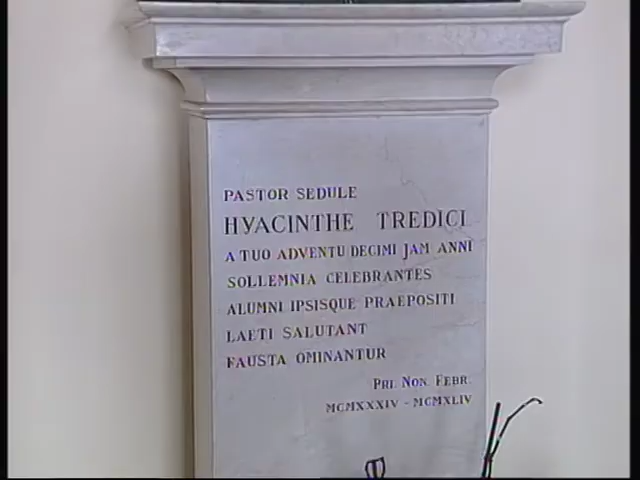 PASTOR SEDULE
HYACINTHE TREDICI
A TUO ADVENTU DECIMI JAM ANNI
SOLLEMNIA CELEBRANTES
ALUMNI IPSISQUE PRAEPOSITI
LAETI SALUTANT
FAUSTA OMINANTUR
PRI. NON. FEBR.
MCMXXXIV - MCMXLIV